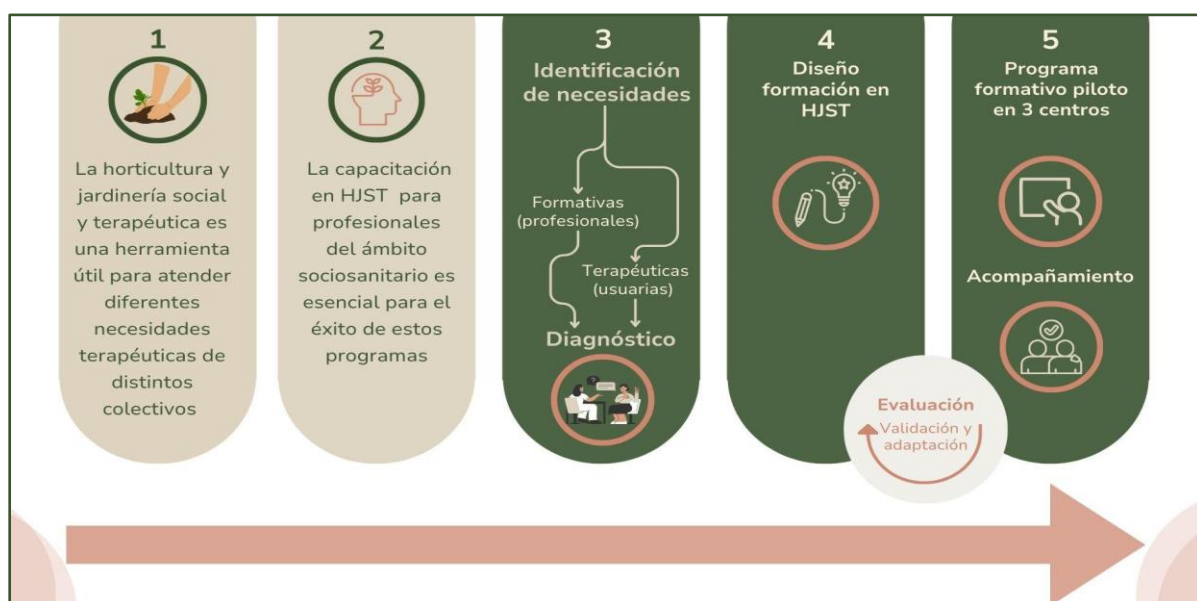 1
La horticultura y
jardinería social
y terapéutica es
una herramienta
útil para atender
diferentes
necesidades
terapéuticas de
distintos
colectivos
2
La capacitación
en HJST para
profesionales
del ámbito
sociosanitario es
esencial para el
éxito de estos
programas
3
Identificación
de necesidades
Formativas
(profesionales)
Terapéuticas
(usuarias)
Diagnóstico
4
Diseño
formación en
HJST
5
Programa
formativo piloto
en 3 centros
Acompañamiento
Evaluación
Validación y
adaptación